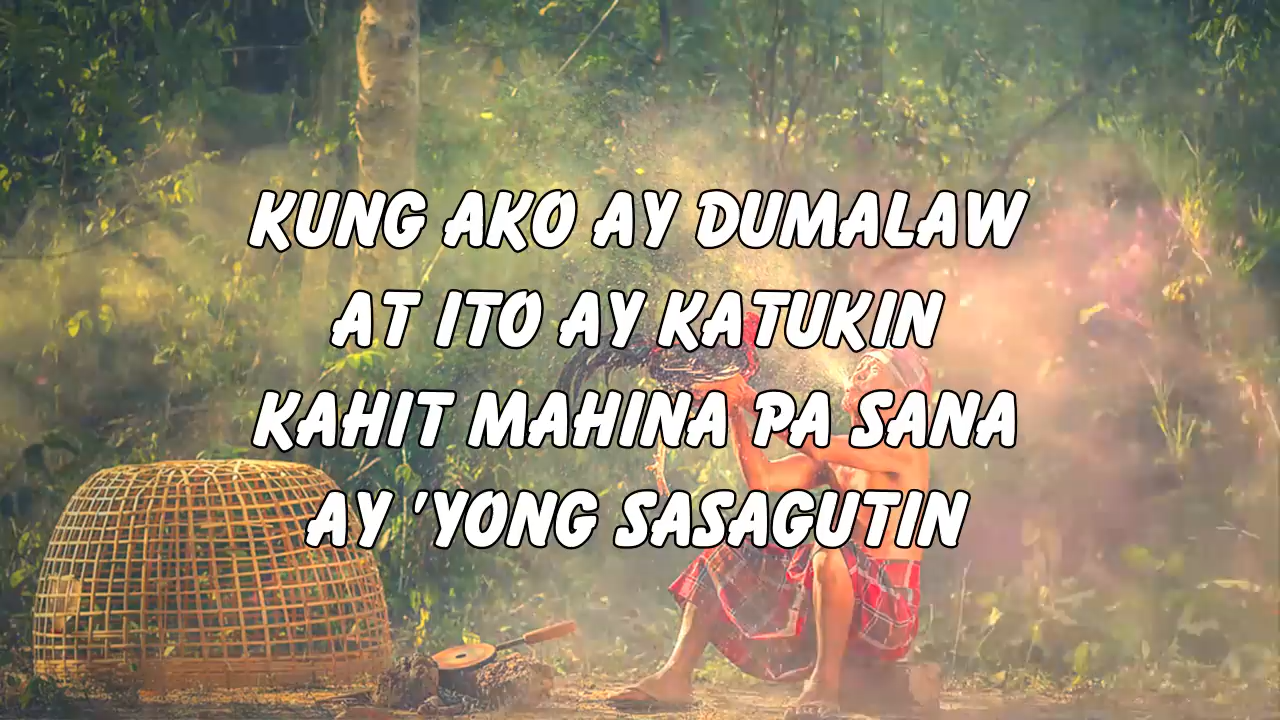 KUNG AKO AY DUMALAW
AT ITO AY KATUKIN
KAHIT MAHINA PA SANA
AY 'YONG SASAGUTIN